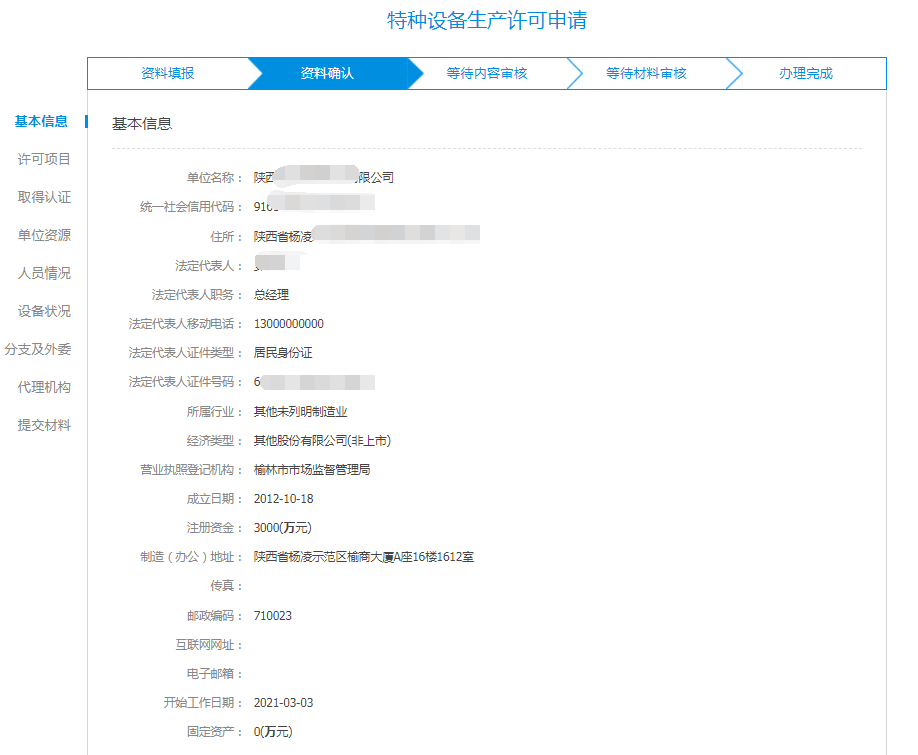 特种设备生产许可申请
资料填报 资料确认 等待内容审核 等待材料审核 办理完成
基本信息
许可项目
取得认证
单位资源
人员情况
设备状况
分支及外委
代理机构
提交材料
基本信息
单位名称： 陕西 限公司
统一社会信用代码： 916
住所： 陕西省杨凌
法定代表人：
法定代表人职务： 总经理
法定代表人移动电话： 13000000000
法定代表人证件类型： 居民身份证
法定代表人证件号码： 6
所属行业： 其他未列明制造业
经济类型： 其他股份有限公司(非上市)
营业执照登记机构： 榆林市市场监督管理局
成立日期： 2012-10-18
注册资金： 3000(万元)
制造（办公）地址： 陕西省杨凌示范区榆商大厦A座16楼1612室
传真：
邮政编码： 710023
互联网网址：
电子邮箱：
开始工作日期： 2021-03-03
固定资产： 0(万元)